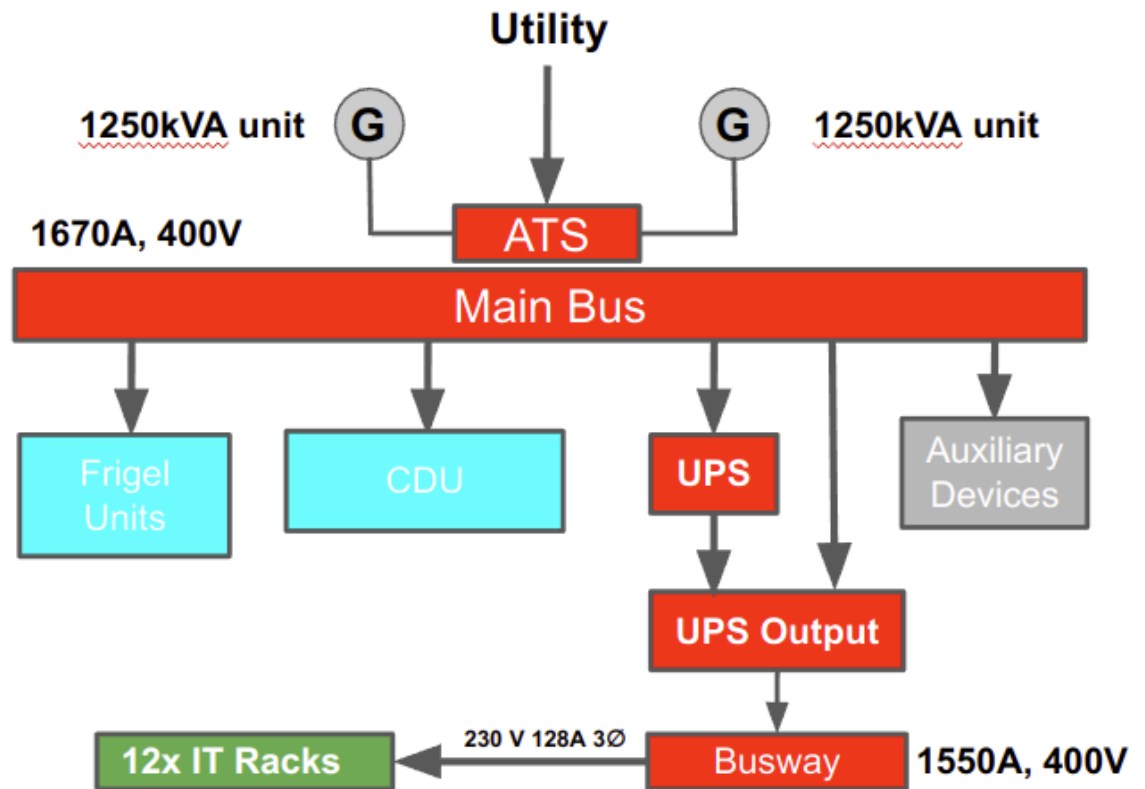 Utility
1250kVA unit
G
G
1250kVA unit
ATS
1670A, 400V
Main Bus
Frigel
Units
CDU
UPS
Auxiliary
Devices
UPS Output
12x IT Racks
230 V 128A 3Ø
Busway
1550A, 400V